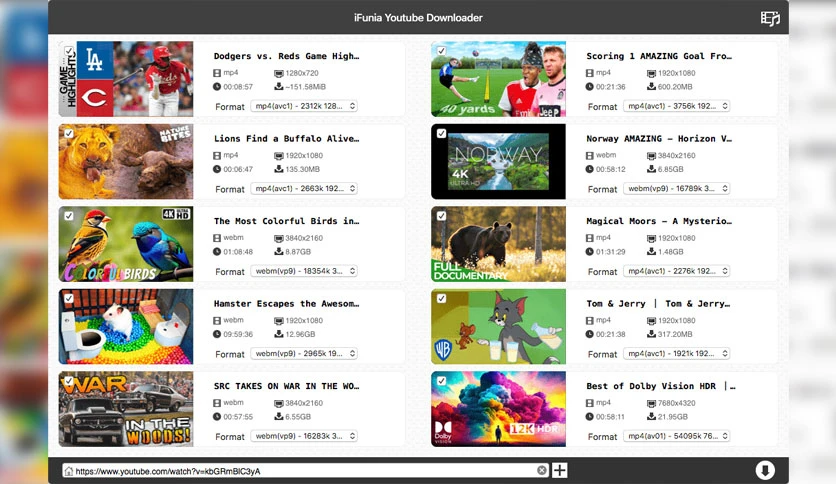 iFunia Youtube Downloader
GAME
HIGHLIGHTS
LA
Dodgers vs. Reds Game High…
mp4
1280x720
00:08:57
~151.58MiB
Format
mp4(avc1) - 2312k 128...
40 yards
Jeep
Scoring 1 AMAZING Goal Fro…
mp4
1920x1080
00:21:36
600.20MB
Format
mp4(avc1) - 3756k 192...
NATURE
BITES
Lions Find a Buffalo Alive…
mp4
1920x1080
00:06:47
135.30MB
Format
mp4(avc1) - 2663k 192...
NORWAY
4K
ULTRA HD
Norway AMAZING – Horizon V…
webm
3840x2160
00:58:12
6.85GB
Format
webm(vp9) - 16789k 3...
4K
HD
COLORFUL BIRDS
The Most Colorful Birds in…
webm
3840x2160
01:08:48
8.87GB
Format
webm(vp9) - 18354k 3...
FULL
DOCUMENTARY
Magical Moors – A Mysterio…
mp4
1920x1080
01:31:29
1.48GB
Format
mp4(avc1) - 2276k 192...
Hamster Escapes the Awesom…
webm
1920x1080
09:59:36
12.96GB
Format
webm(vp9) - 2965k 19...
WB
Tom & Jerry | Tom & Jerry…
mp4
1920x1080
00:21:38
317.20MB
Format
mp4(avc1) - 1921k 192...
WAR
IN THE
WOODS!
SRC TAKES ON WAR IN THE WO…
webm
3840x2160
00:57:55
6.55GB
Format
webm(vp9) - 16283k 3...
Dolby
Vision
12K HDR
Best of Dolby Vision HDR |…
mp4
7680x4320
00:58:11
21.95GB
Format
mp4(av01) - 54095k 76...
https://www.youtube.com/watch?v=kbGRmBlC3yA